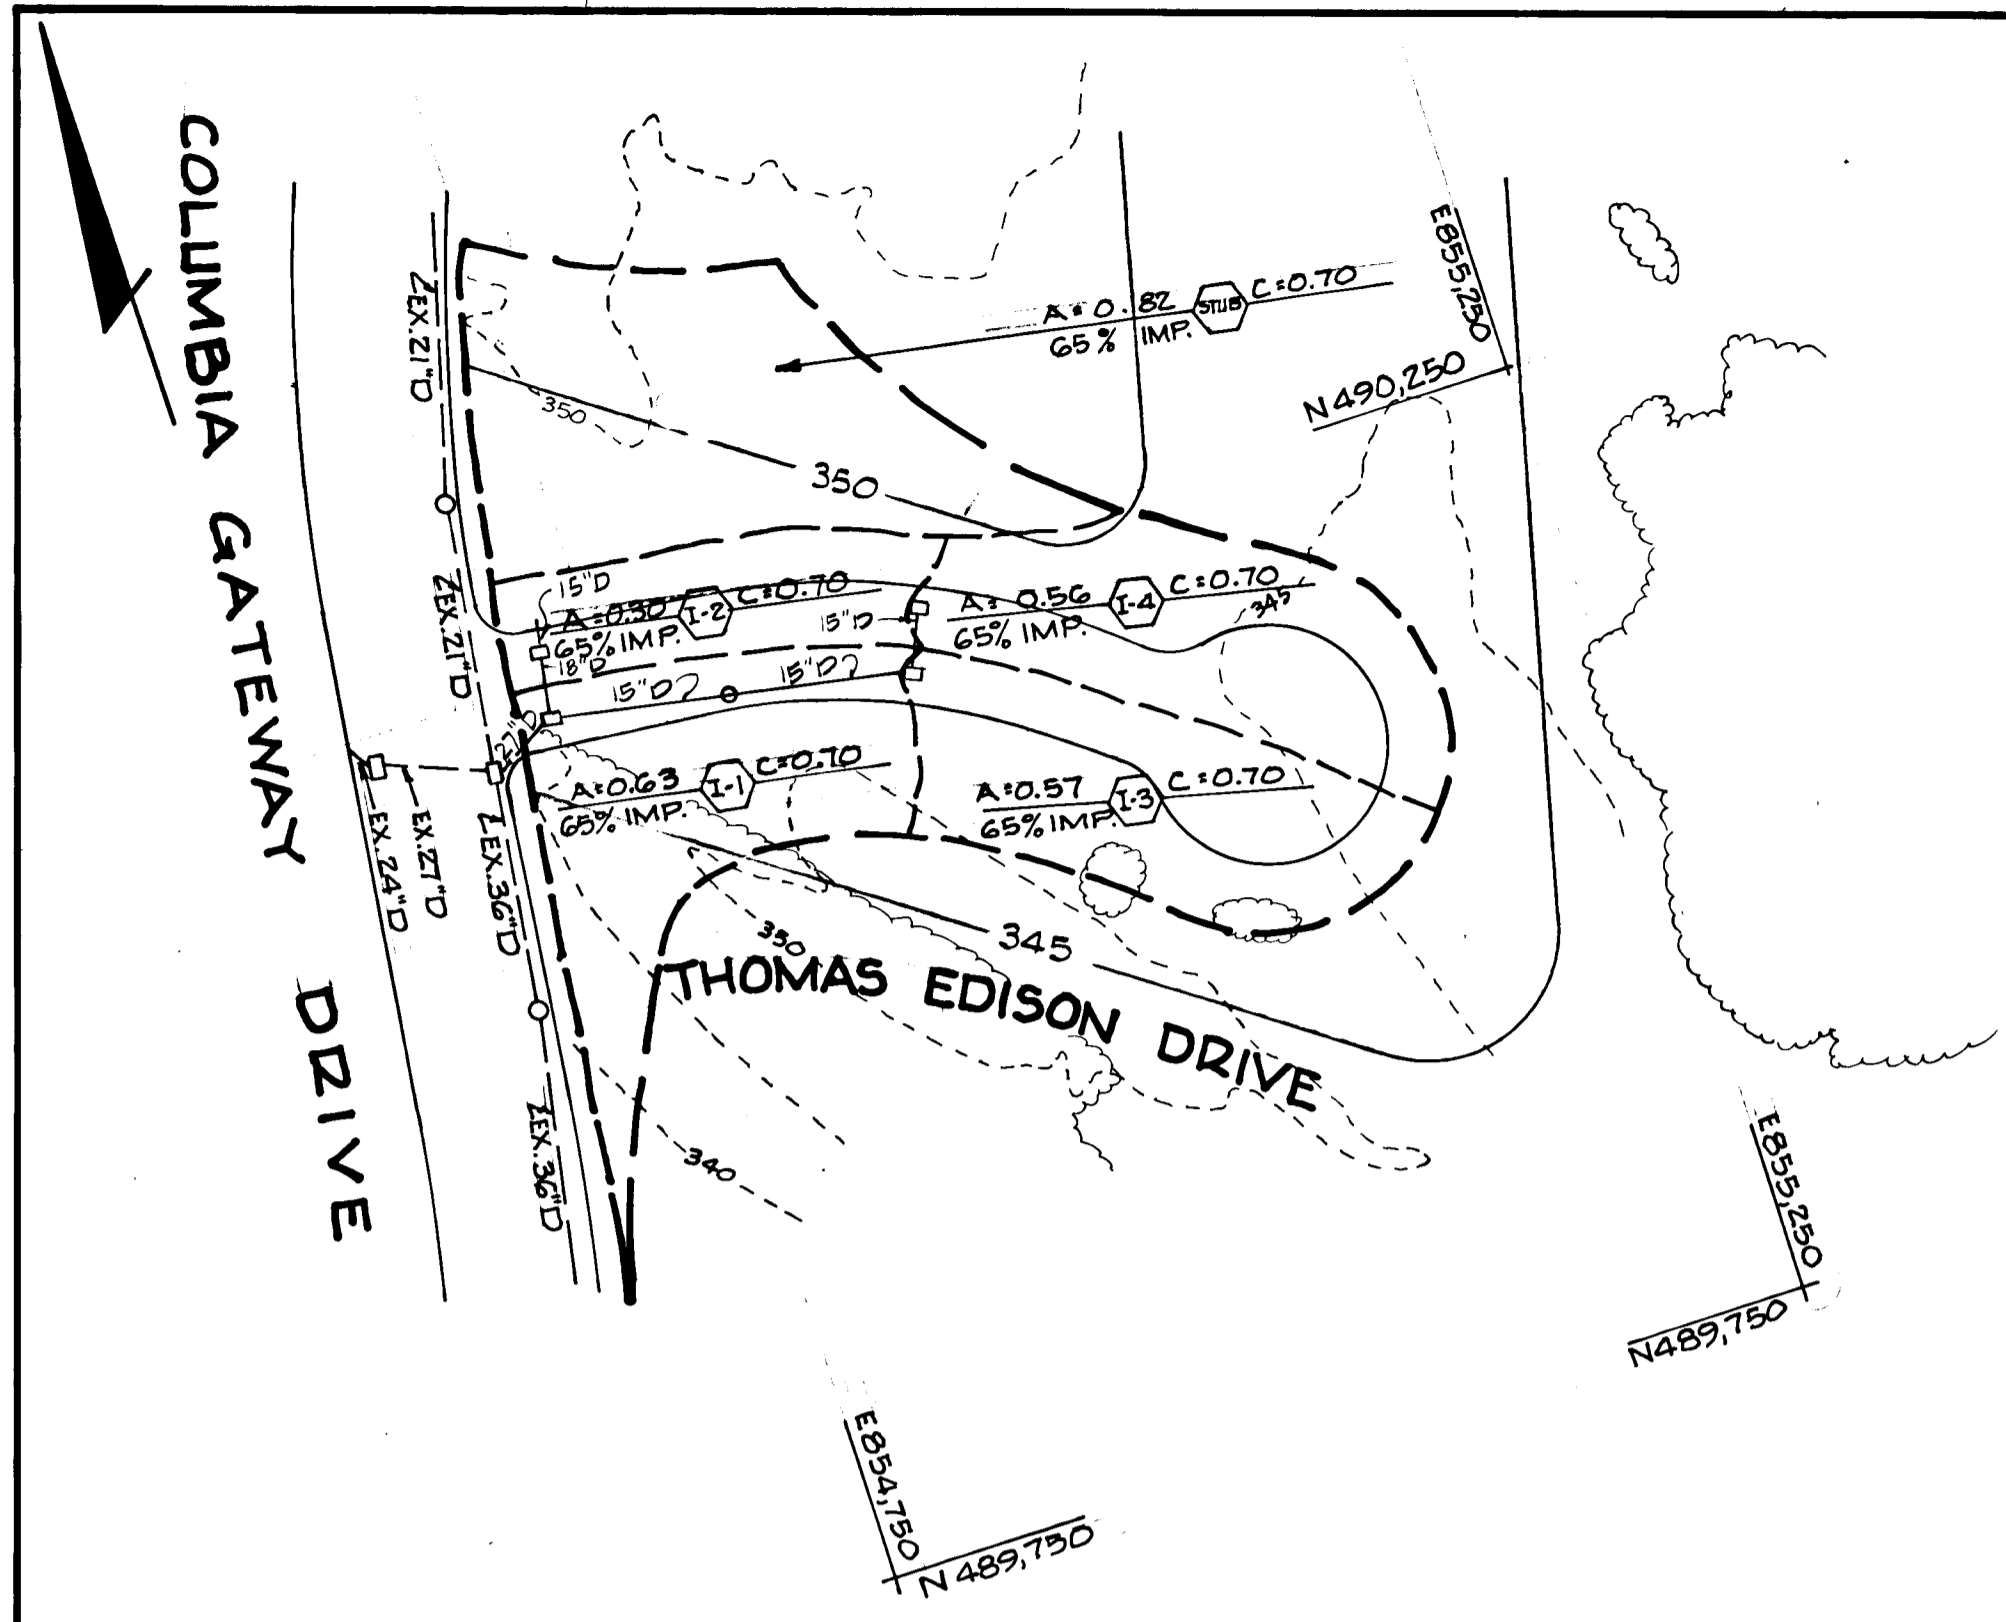 COLUMBIA GATEWAY DRIVE
EX. 21"D
EX. 21"D
EX. 24"D
EX. 27"D
EX. 36"D
EX. 36"D
A=0.82 STUB C=0.70
65% IMP.
E855,250
N490,250
350
350
15"D
A=0.30 I-2 C=0.70
65% IMP.
18"D
15"D
15"D
15"D
A=0.56 I-4 C=0.70
65% IMP.
345
A=0.63 I-1 C=0.70
65% IMP.
A=0.57 I-3 C=0.70
65% IMP.
350
345
THOMAS EDISON DRIVE
340
E855,250
N489,750
E854,750
N489,750